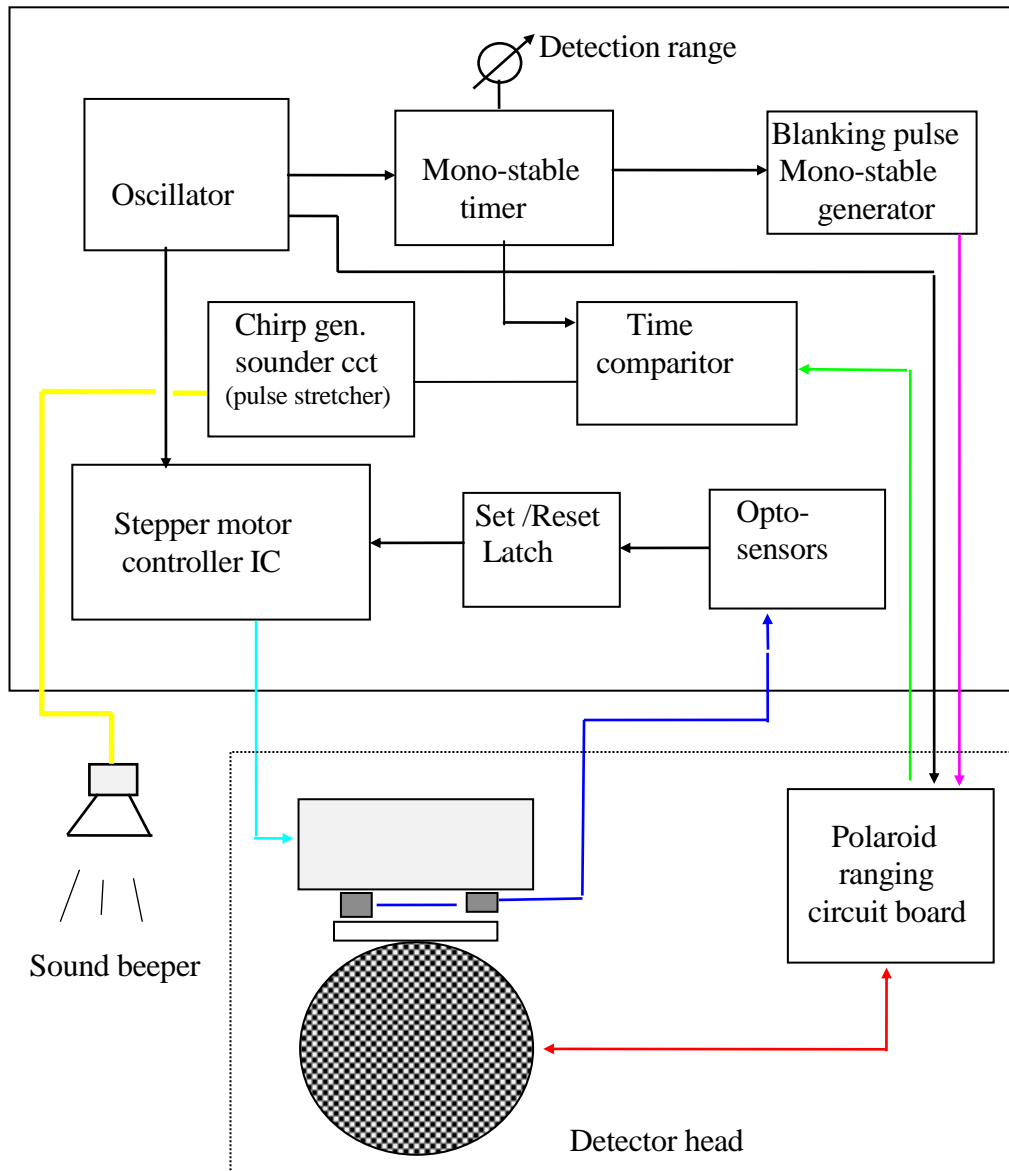 Detection range
Oscillator
Mono-stable
timer
Blanking pulse
Mono-stable
generator
Chirp gen.
sounder cct
(pulse stretcher)
Time
comparitor
Stepper motor
controller IC
Set /Reset
Latch
Opto-
sensors
Polaroid
ranging
circuit board
Sound beeper
Detector head